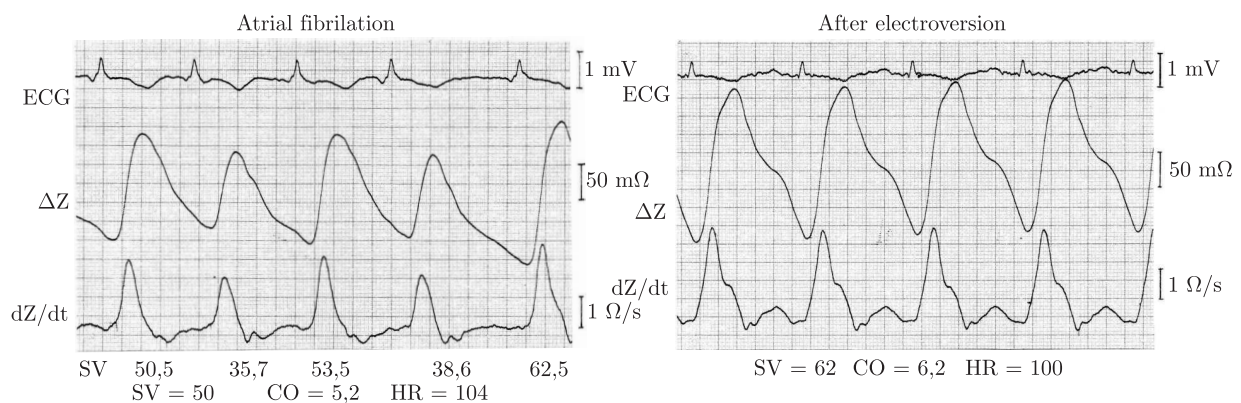 Atrial fibrilation
1 mV
ECG
50 mΩ
ΔZ
dZ/dt
1 Ω/s
SV 50,5 35,7 53,5 38,6 62,5
SV = 50 CO = 5,2 HR = 104
After electroversion
1 mV
ECG
50 mΩ
ΔZ
dZ/dt
1 Ω/s
SV = 62 CO = 6,2 HR = 100